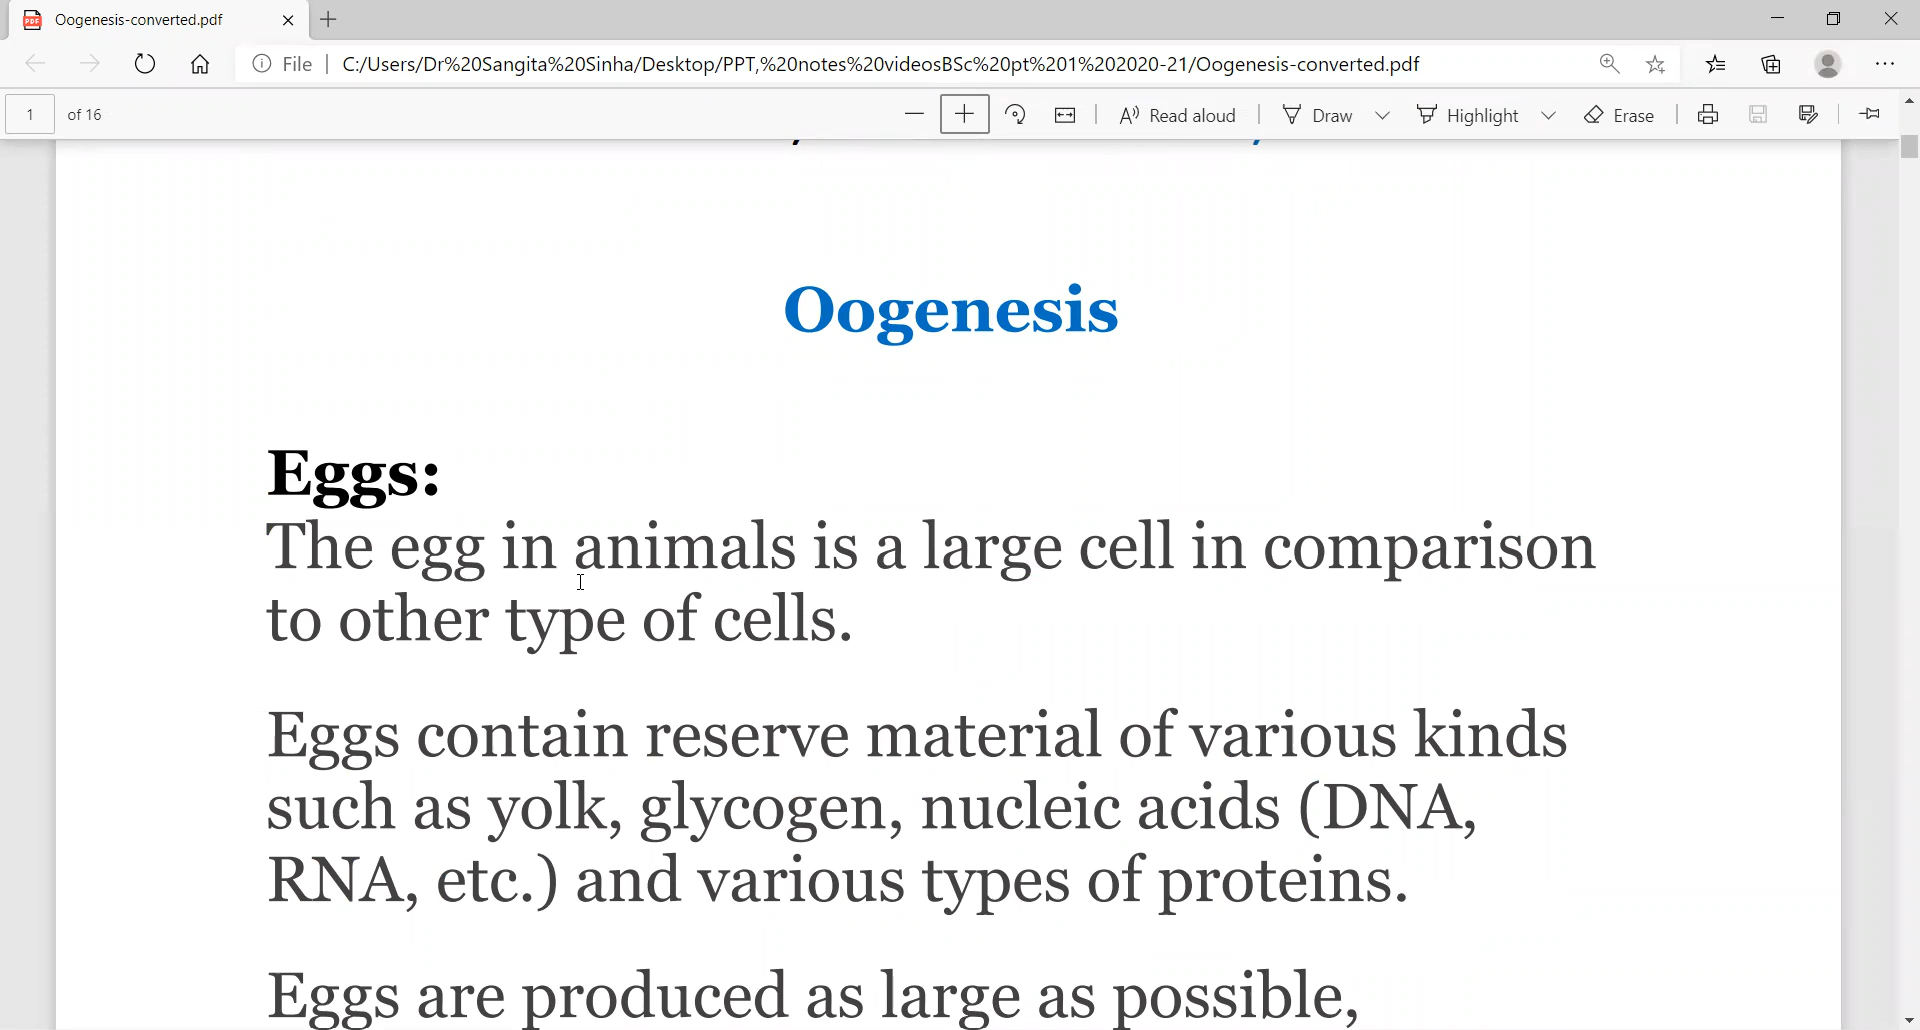 Oogenesis-converted.pdf
File
C:/Users/Dr%20Sangita%20Sinha/Desktop/PPT,%20notes%20videosBSc%20pt%201%202020-21/Oogenesis-converted.pdf
1 of 16
Read aloud
Draw
Highlight
Erase
Oogenesis
Eggs:
The egg in animals is a large cell in comparison
to other type of cells.
Eggs contain reserve material of various kinds
such as yolk, glycogen, nucleic acids (DNA,
RNA, etc.) and various types of proteins.
Eggs are produced as large as possible,